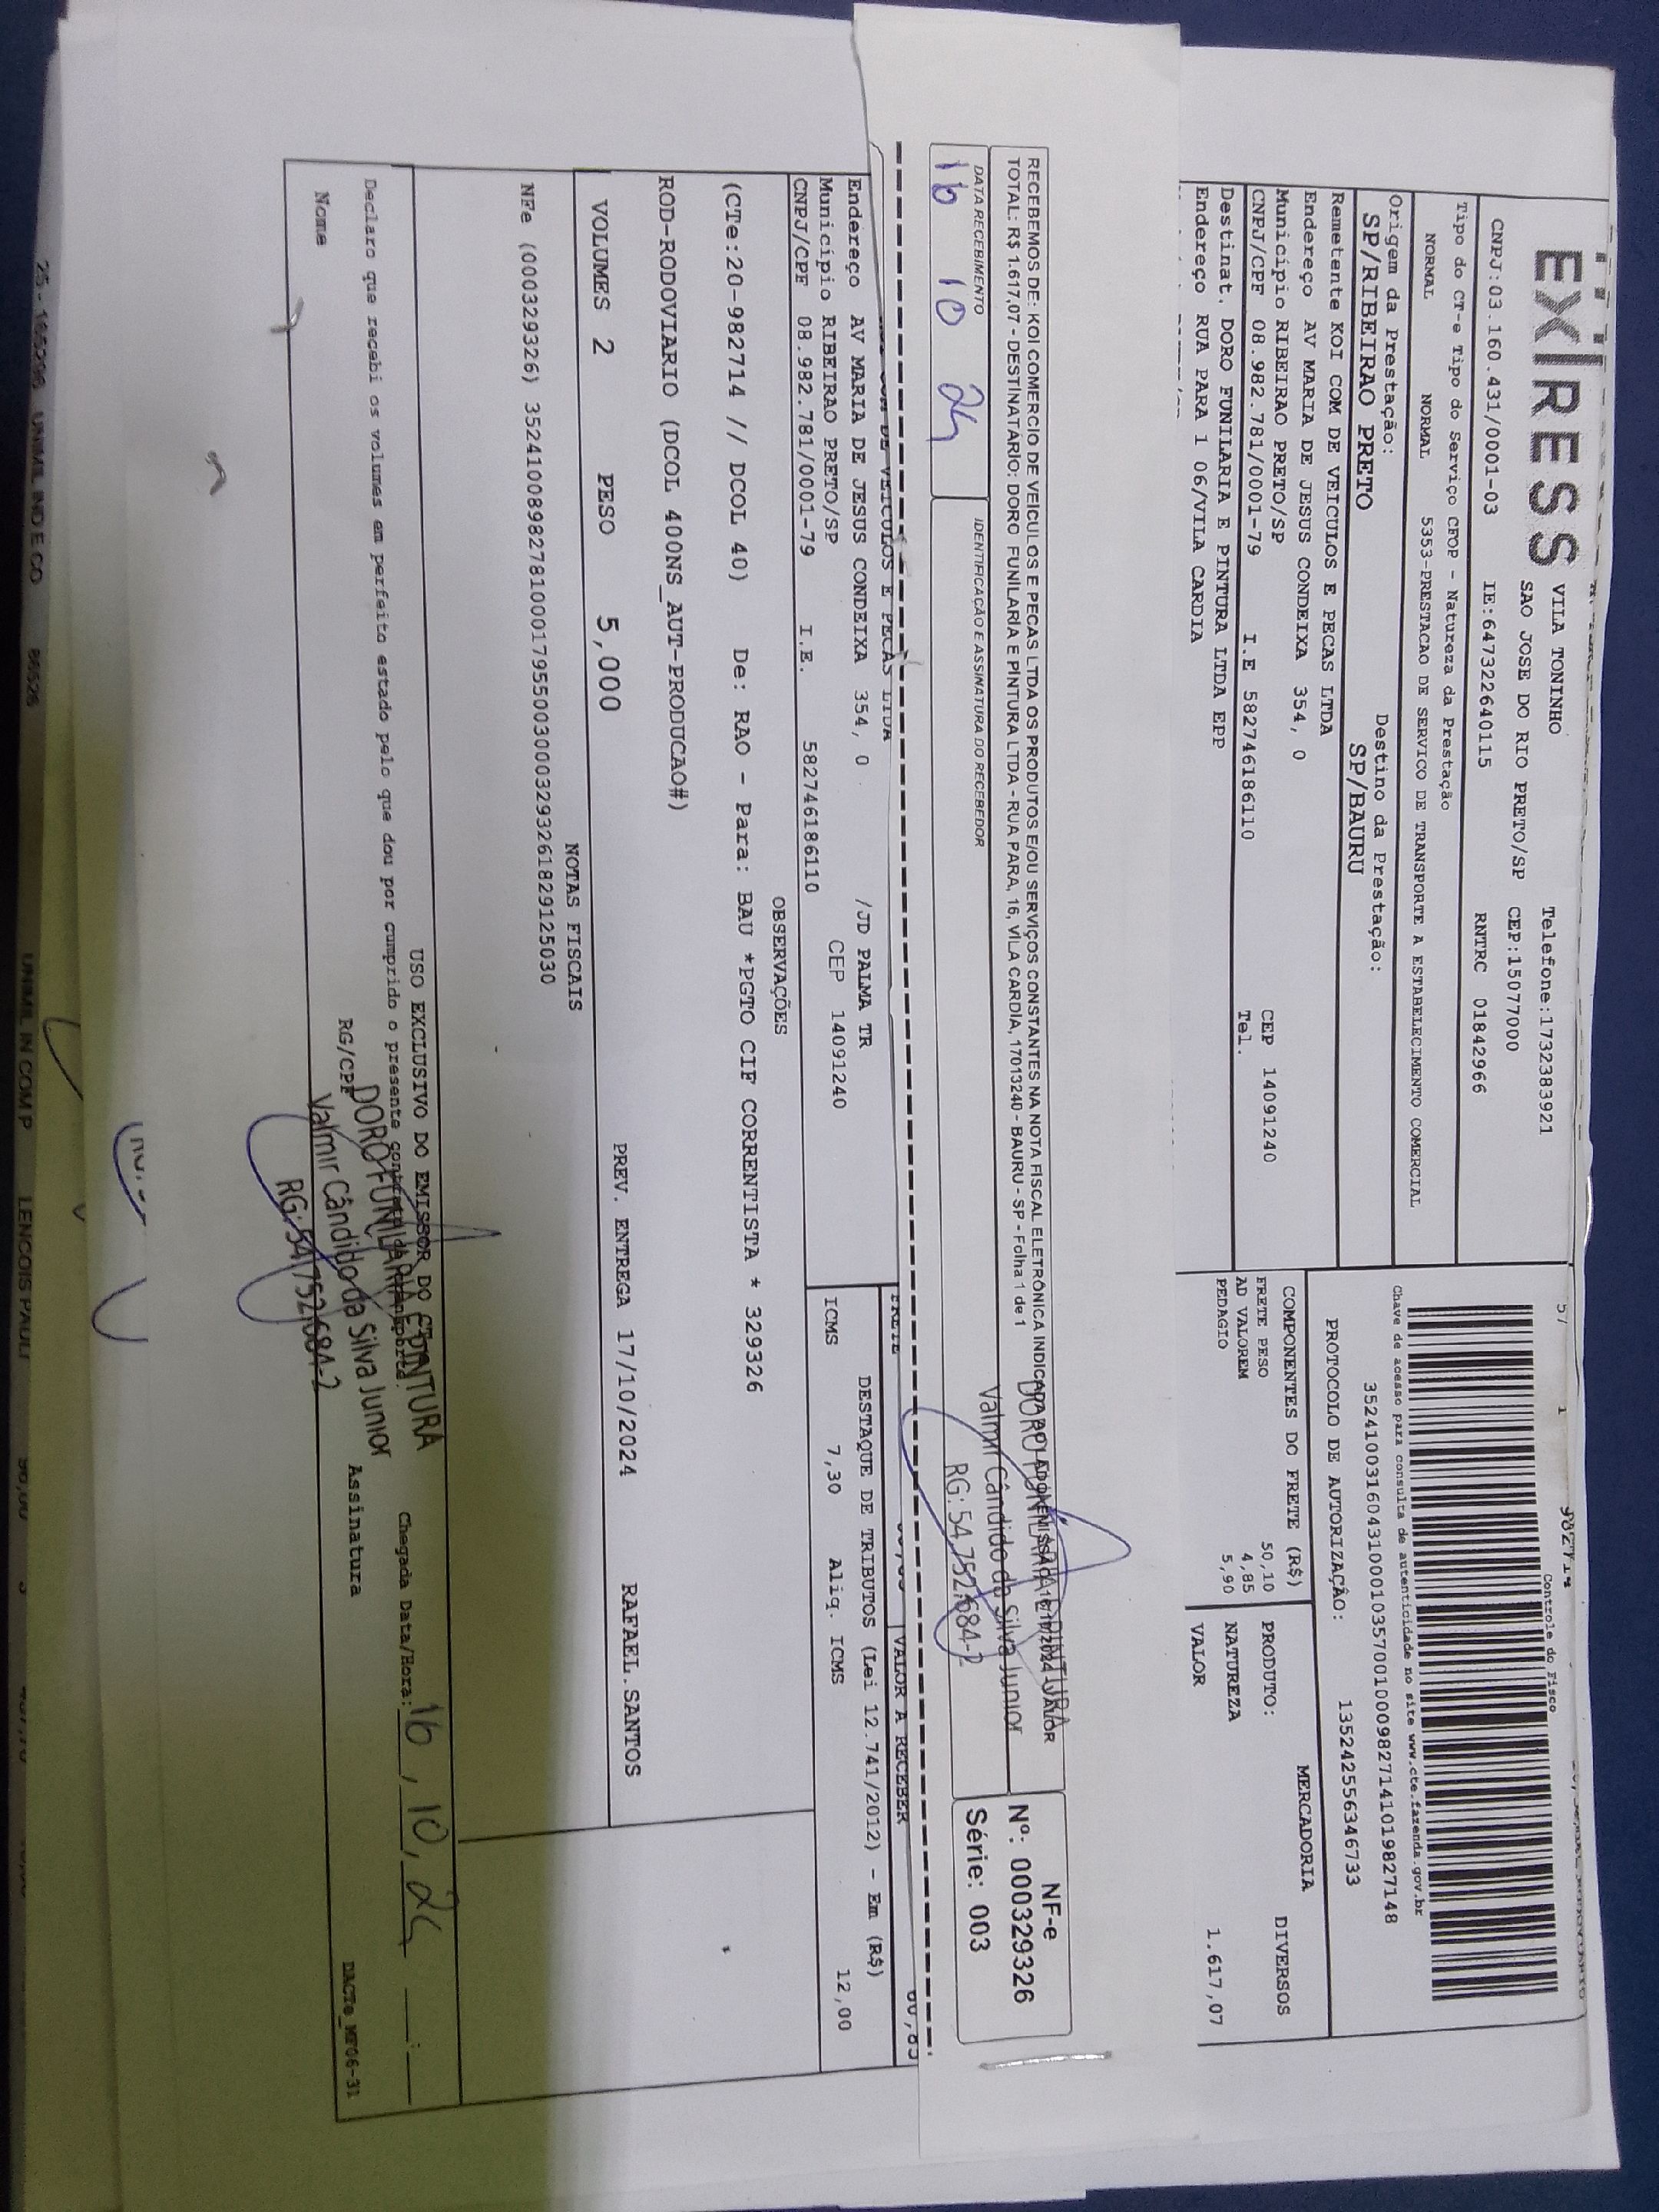 EXPRESS
VILA TONINHO
Telefone:1732383921
SAO JOSE DO RIO PRETO/SP CEP:15077000
CNPJ:03.160.431/0001-03 IE:647322640115 RNTRC 01842966
Tipo do CT-e Tipo do Serviço CFOP - Natureza da Prestação
NORMAL NORMAL 5353-PRESTACAO DE SERVICO DE TRANSPORTE A ESTABELECIMENTO COMERCIAL
Origem da Prestação: Destino da Prestação:
SP/RIBEIRAO PRETO SP/BAURU
Remetente KOI COM DE VEICULOS E PECAS LTDA
Endereço: AV MARIA DE JESUS CONDEIXA 354, 0
Municipio RIBEIRAO PRETO/SP CEP 14091240
CNPJ/CPF 08.982.781/0001-79 I.E 582746186110 Tel.
Destinat. DORO FUNILARIA E PINTURA LTDA EPP
Endereço RUA PARA 1 06/VILA CARDIA
57 1 982714
Controle do Fisco
Chave de acesso para consulta de autenticidade no site www.cte.fazenda.gov.br
35241003160431000103570010009827141019827148
PROTOCOLO DE AUTORIZAÇÃO: 135242556346733
COMPONENTES DO FRETE (R$)
FRETE PESO 50,10
AD VALOREM 4,85
PEDAGIO 5,90
MERCADORIA
PRODUTO: DIVERSOS
NATUREZA
VALOR 1.617,07
RECEBEMOS DE: KOI COMERCIO DE VEICULOS E PECAS LTDA OS PRODUTOS E/OU SERVIÇOS CONSTANTES NA NOTA FISCAL ELETRÔNICA INDICADA
TOTAL: R$ 1.617,07 - DESTINATARIO: DORO FUNILARIA E PINTURA LTDA - RUA PARA, 16, VILA CARDIA, 17013240 - BAURU - SP - Folha 1 de 1
DATA RECEBIMENTO IDENTIFICAÇÃO E ASSINATURA DO RECEBEDOR
16 10 24
DORO FUNILARIA E PINTURA
Valmir Cândido da Silva Junior
RG: 54.752.684-2
NF-e
Nº: 000329326
Série: 003
VALOR A RECEBER
Endereço AV MARIA DE JESUS CONDEIXA 354, 0 /JD PALMA TR
Municipio RIBEIRAO PRETO/SP CEP 14091240
CNPJ/CPF 08.982.781/0001-79 I.E. 582746186110
DESTAQUE DE TRIBUTOS (Lei 12.741/2012) - Em (R$)
ICMS 7,30 Aliq. ICMS 12,00
OBSERVAÇÕES
(CTe:20-982714 // DCOL 40) De: RAO - Para: BAU *PGTO CIF CORRENTISTA * 329326
ROD-RODOVIARIO (DCOL 400NS_AUT-PRODUCAO#)
VOLUMES 2 PESO 5,000 PREV. ENTREGA 17/10/2024 RAFAEL.SANTOS
NOTAS FISCAIS
NFe (000329326) 35241008982781000179550030003293261829125030
USO EXCLUSIVO DO EMISSOR DO CT-e
Declaro que recebi os volumes em perfeito estado pelo que dou por cumprido o presente contrato de transporte. Chegada Data/Hora: 16, 10, 24
Nome RG/CPF Assinatura
DORO FUNILARIA E PINTURA
Valmir Cândido da Silva Junior
RG: 54.752.684-2
DACTe_MF06-31
UNIMIL IND E CO
UNIMIL IN COM P LENCOIS PAULI